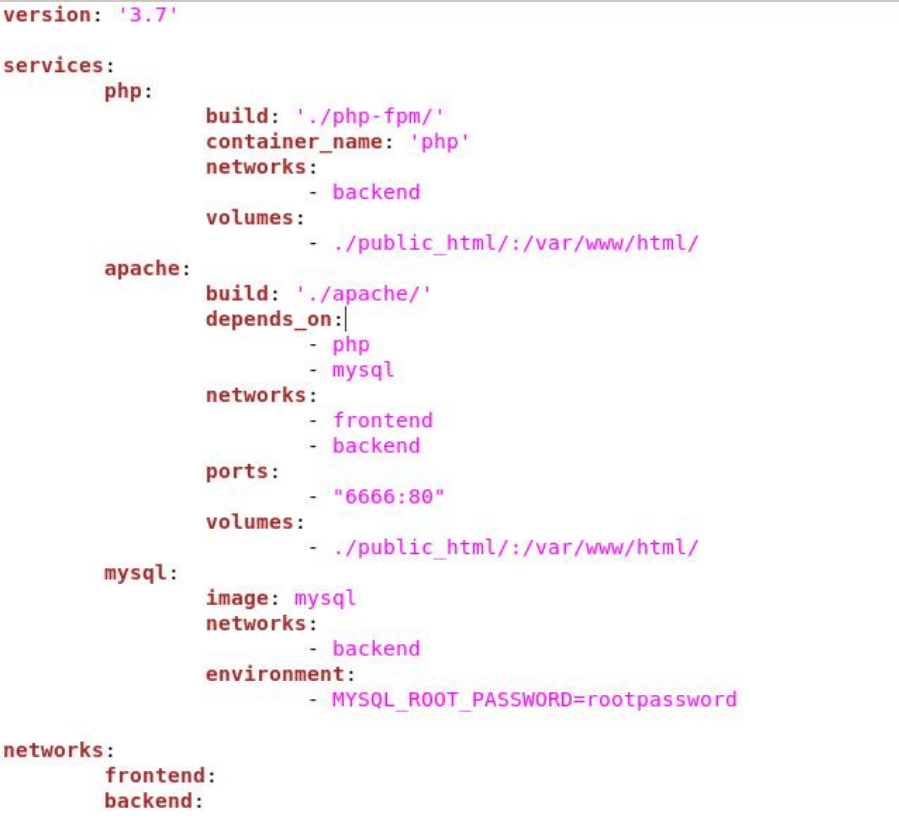 version: '3.7'
services:
php:
build: './php-fpm/'
container_name: 'php'
networks:
- backend
volumes:
- ./public_html/:/var/www/html/
apache:
build: './apache/'
depends_on:
- php
- mysql
networks:
- frontend
- backend
ports:
- "6666:80"
volumes:
- ./public_html/:/var/www/html/
mysql:
image: mysql
networks:
- backend
environment:
- MYSQL_ROOT_PASSWORD=rootpassword
networks:
frontend:
backend: